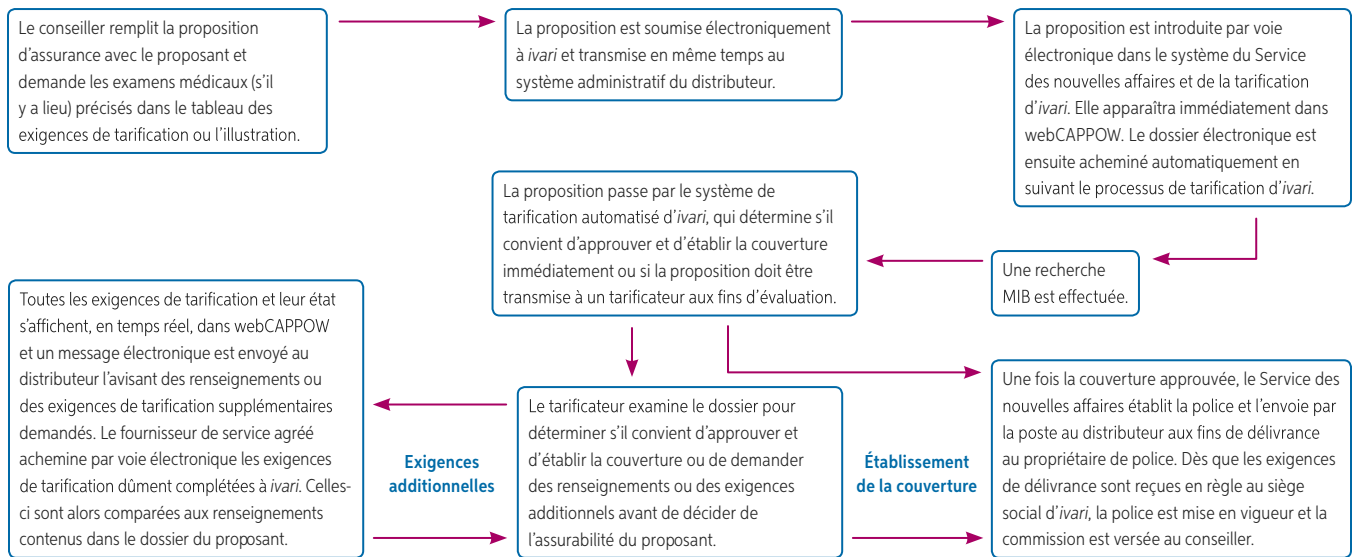 Le conseiller remplit la proposition
d'assurance avec le proposant et
demande les examens médicaux (s'il
y a lieu) précisés dans le tableau des
exigences de tarification ou l'illustration.
La proposition est soumise électroniquement
à ivari et transmise en même temps au
système administratif du distributeur.
La proposition est introduite par voie
électronique dans le système du Service
des nouvelles affaires et de la tarification
d'ivari. Elle apparaîtra immédiatement dans
webCAPPOW. Le dossier électronique est
ensuite acheminé automatiquement en
suivant le processus de tarification d'ivari.
Une recherche
MIB est effectuée.
La proposition passe par le système de
tarification automatisé d'ivari, qui détermine s'il
convient d'approuver et d'établir la couverture
immédiatement ou si la proposition doit être
transmise à un tarificateur aux fins d'évaluation.
Toutes les exigences de tarification et leur état
s'affichent, en temps réel, dans webCAPPOW
et un message électronique est envoyé au
distributeur l'avisant des renseignements ou
des exigences de tarification supplémentaires
demandés. Le fournisseur de service agréé
achemine par voie électronique les exigences
de tarification dûment complétées à ivari. Celles-
ci sont alors comparées aux renseignements
contenus dans le dossier du proposant.
Exigences
additionnelles
Le tarificateur examine le dossier pour
déterminer s'il convient d'approuver et
d'établir la couverture ou de demander
des renseignements ou des exigences
additionnels avant de décider de
l'assurabilité du proposant.
Établissement
de la couverture
Une fois la couverture approuvée, le Service des
nouvelles affaires établit la police et l'envoie par
la poste au distributeur aux fins de délivrance
au propriétaire de police. Dès que les exigences
de délivrance sont reçues en règle au siège
social d'ivari, la police est mise en vigueur et la
commission est versée au conseiller.